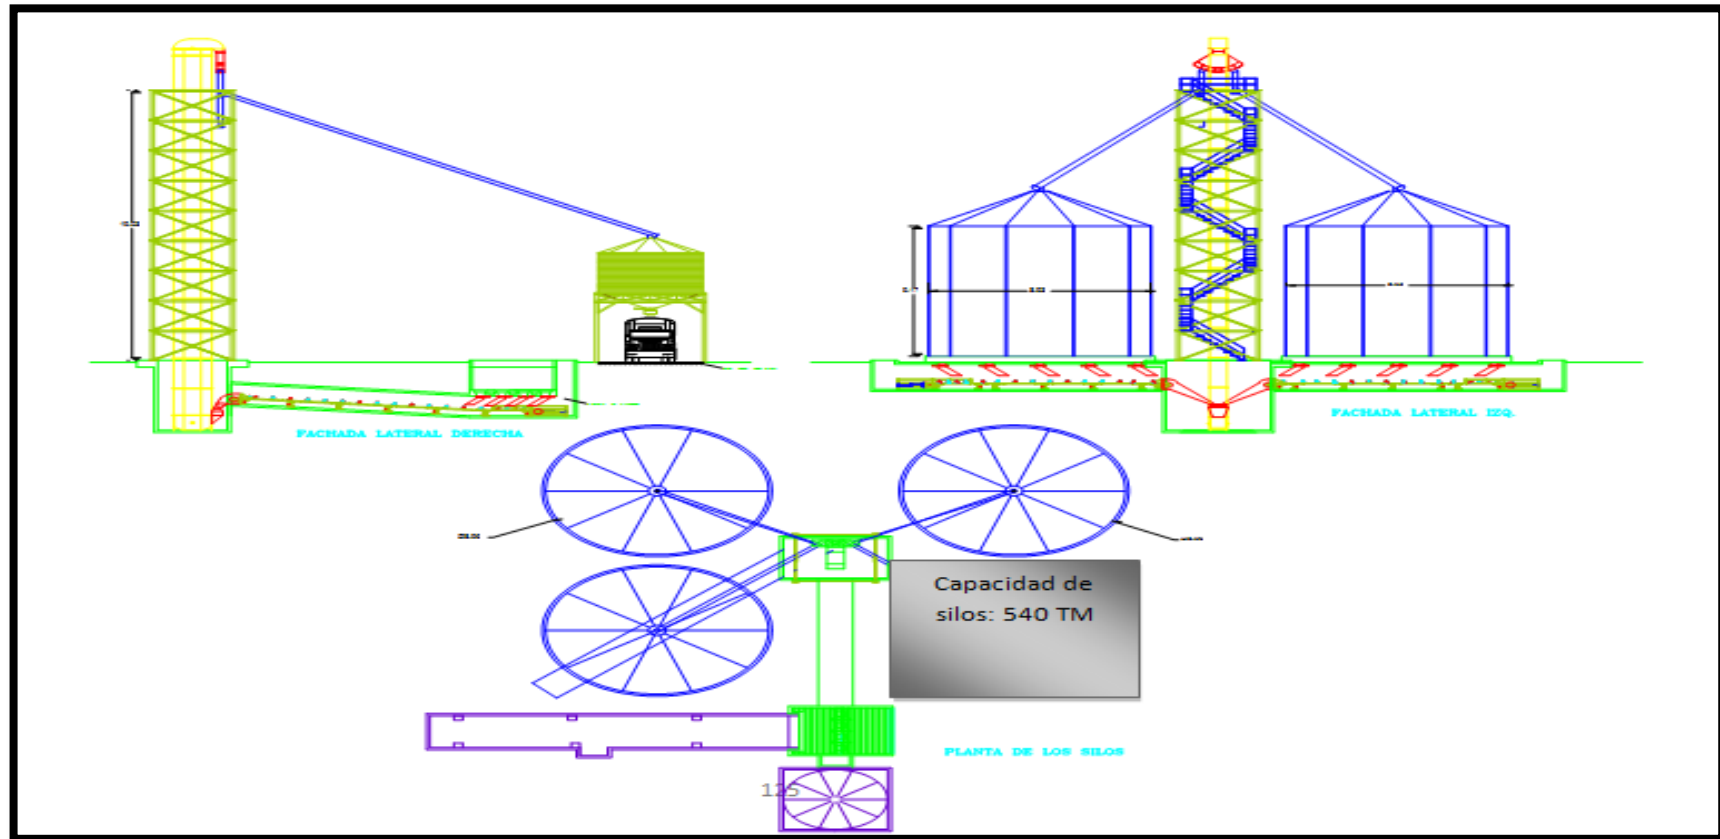 FACHADA LATERAL DERECHA
FACHADA LATERAL IZQ.
Capacidad de
silos: 540 TM
PLANTA DE LOS SILOS
125